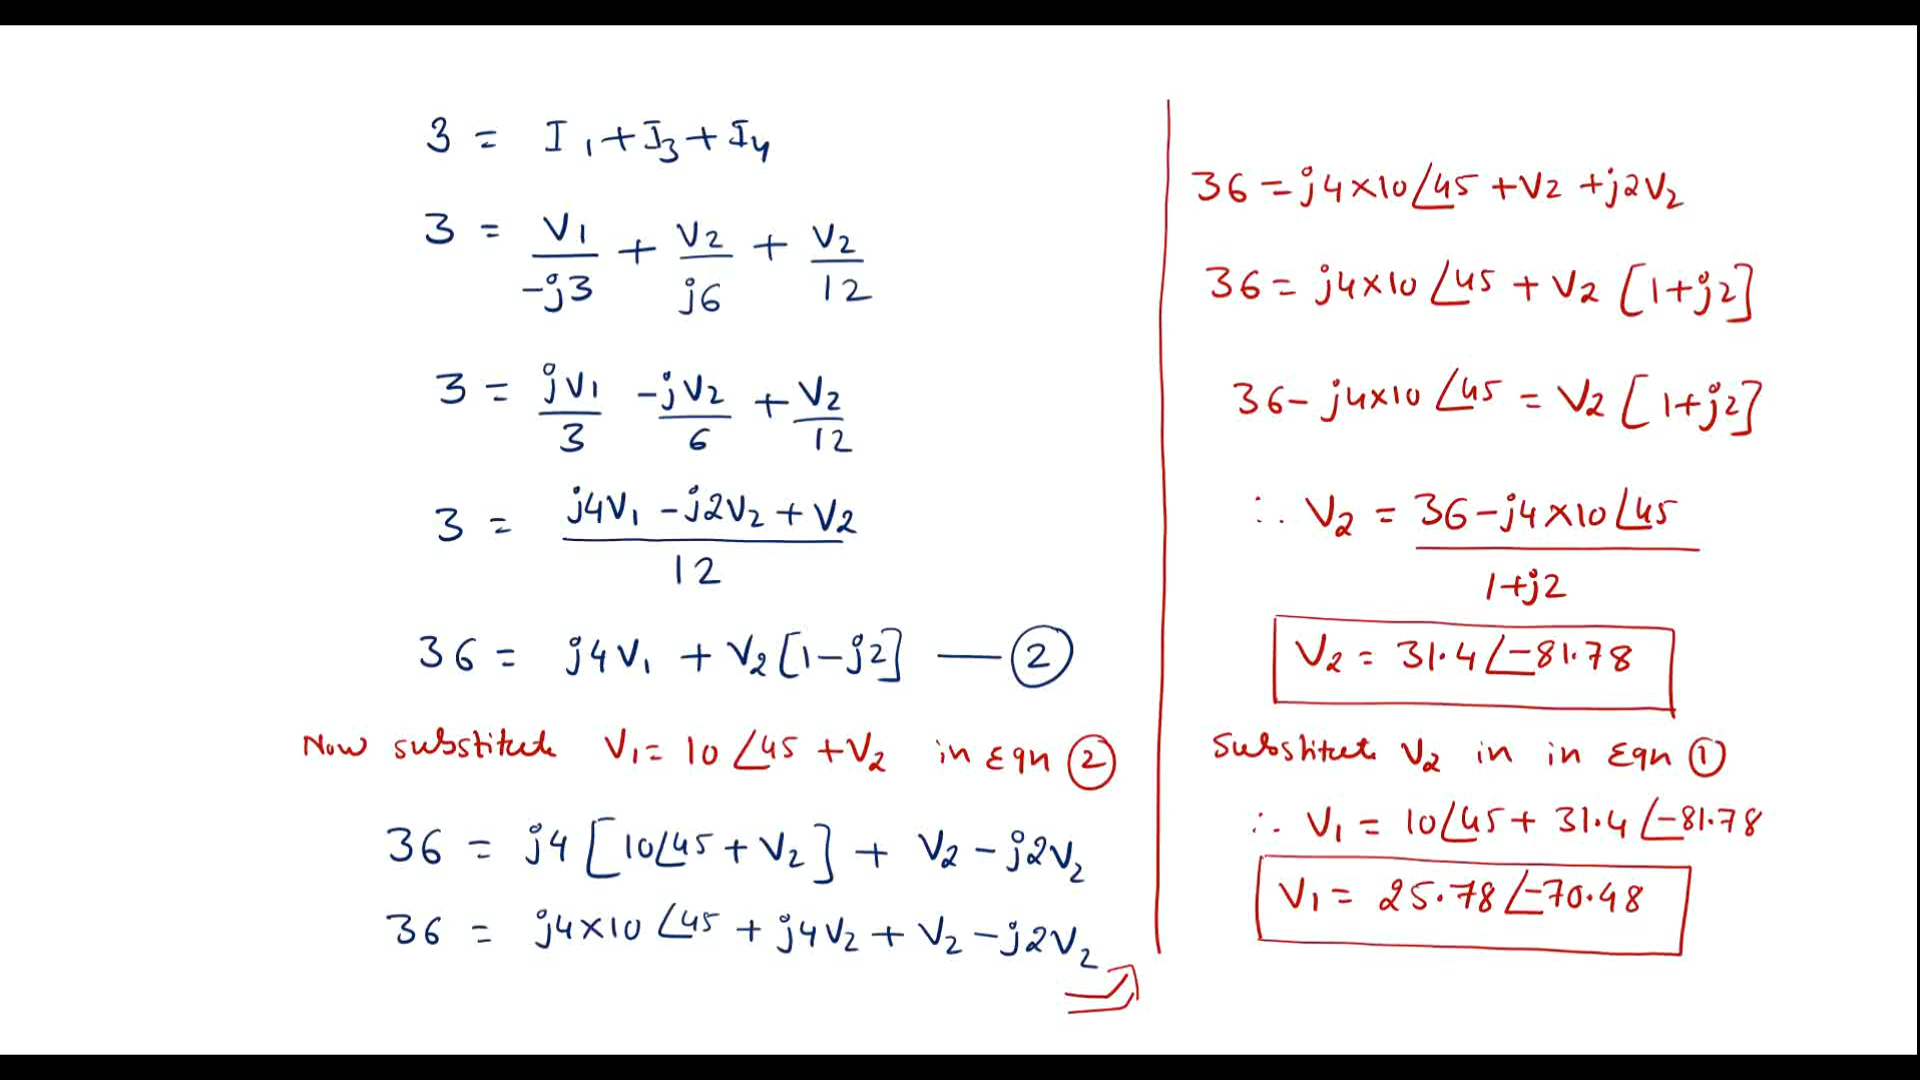 3 = I₁+I₃+I₄
3 = V₁/-j3 + V₂/j6 + V₂/12
3 = jV₁/3 -jV₂/6 + V₂/12
3 = (j4V₁ -j2V₂ + V₂)/12
36 = j4V₁ + V₂[1-j2] — ②
Now substitute V₁= 10 ∠45 +V₂ in Eqn ②
36 = j4 [10∠45 + V₂] + V₂ - j2V₂
36 = j4×10 ∠45 + j4V₂ + V₂ -j2V₂
36 = j4×10∠45 +V₂ +j2V₂
36 = j4×10 ∠45 + V₂ [1+j2]
36- j4×10 ∠45 = V₂ [1+j2]
∴ V₂ = (36-j4×10∠45)/(1+j2)
V₂ = 31.4∠-81.78
Substitute V₂ in in Eqn ①
∴ V₁ = 10∠45+ 31.4∠-81.78
V₁ = 25.78∠-70.48